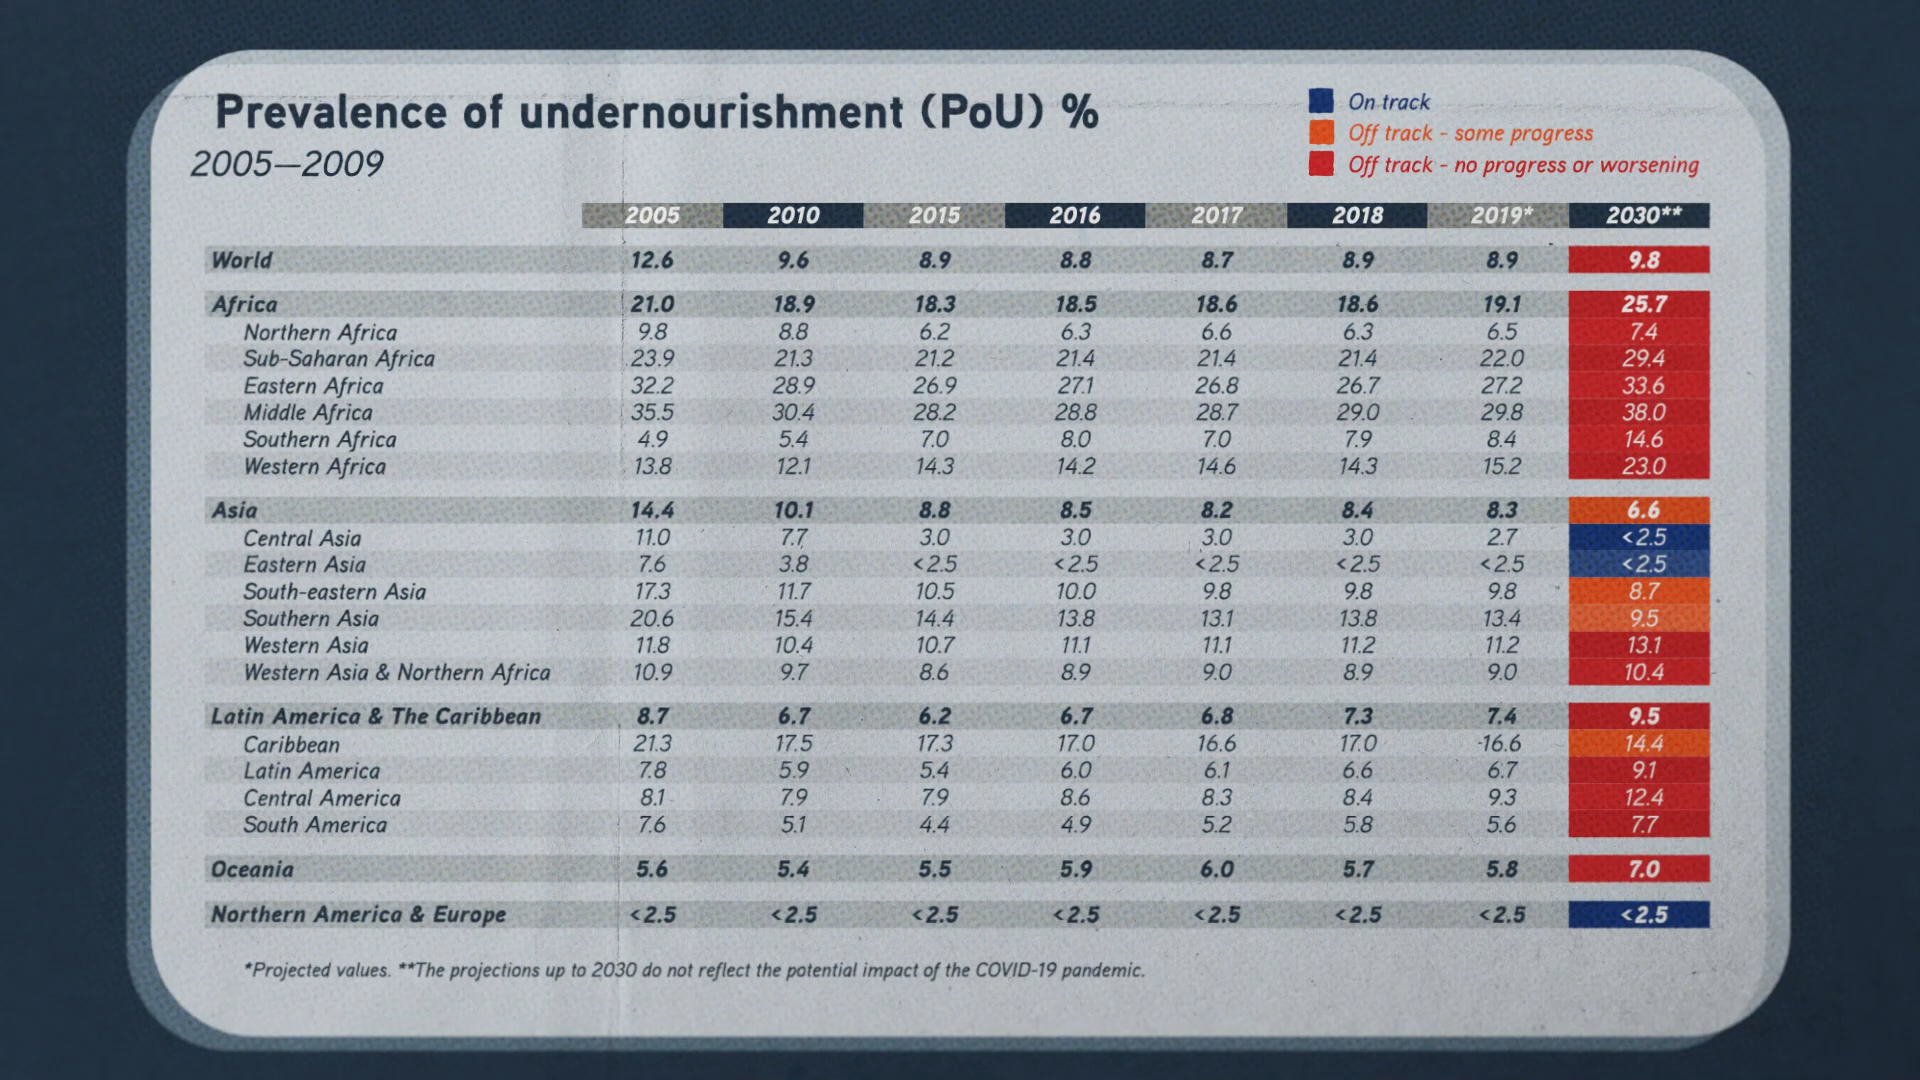 Prevalence of undernourishment (PoU) %
2005—2009
On track
Off track - some progress
Off track - no progress or worsening
2005 2010 2015 2016 2017 2018 2019* 2030**
World 12.6 9.6 8.9 8.8 8.7 8.9 8.9 9.8
Africa 21.0 18.9 18.3 18.5 18.6 18.6 19.1 25.7
Northern Africa 9.8 8.8 6.2 6.3 6.6 6.3 6.5 7.4
Sub-Saharan Africa 23.9 21.3 21.2 21.4 21.4 21.4 22.0 29.4
Eastern Africa 32.2 28.9 26.9 27.1 26.8 26.7 27.2 33.6
Middle Africa 35.5 30.4 28.2 28.8 28.7 29.0 29.8 38.0
Southern Africa 4.9 5.4 7.0 8.0 7.0 7.9 8.4 14.6
Western Africa 13.8 12.1 14.3 14.2 14.6 14.3 15.2 23.0
Asia 14.4 10.1 8.8 8.5 8.2 8.4 8.3 6.6
Central Asia 11.0 7.7 3.0 3.0 3.0 3.0 2.7 <2.5
Eastern Asia 7.6 3.8 <2.5 <2.5 <2.5 <2.5 <2.5 <2.5
South-eastern Asia 17.3 11.7 10.5 10.0 9.8 9.8 9.8 8.7
Southern Asia 20.6 15.4 14.4 13.8 13.1 13.8 13.4 9.5
Western Asia 11.8 10.4 10.7 11.1 11.1 11.2 11.2 13.1
Western Asia & Northern Africa 10.9 9.7 8.6 8.9 9.0 8.9 9.0 10.4
Latin America & The Caribbean 8.7 6.7 6.2 6.7 6.8 7.3 7.4 9.5
Caribbean 21.3 17.5 17.3 17.0 16.6 17.0 16.6 14.4
Latin America 7.8 5.9 5.4 6.0 6.1 6.6 6.7 9.1
Central America 8.1 7.9 7.9 8.6 8.3 8.4 9.3 12.4
South America 7.6 5.1 4.4 4.9 5.2 5.8 5.6 7.7
Oceania 5.6 5.4 5.5 5.9 6.0 5.7 5.8 7.0
Northern America & Europe <2.5 <2.5 <2.5 <2.5 <2.5 <2.5 <2.5 <2.5
*Projected values. **The projections up to 2030 do not reflect the potential impact of the COVID-19 pandemic.